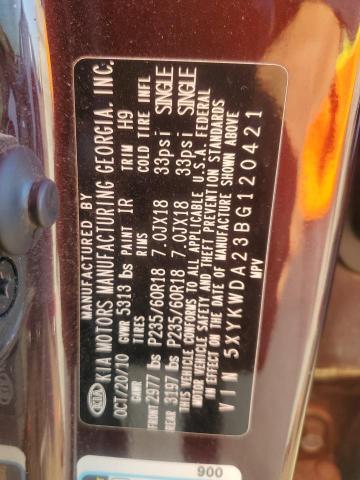 MANUFACTURED BY
KIA KIA MOTORS MANUFACTURING GEORGIA. INC.
OCT/20/10 GVWR 5313 lbs PAINT IR TRIM H9
GAWR TIRES RIMS COLD TIRE INFL
FRONT 2977 lbs P235/60R18 7.0JX18 33psi SINGLE
REAR 3197 lbs P235/60R18 7.0JX18 33psi SINGLE
THIS VEHICLE CONFORMS TO ALL APPLICABLE U.S.A. FEDERAL
MOTOR VEHICLE SAFETY AND THEFT PREVENTION STANDARDS
IN EFFECT ON THE DATE OF MANUFACTURE SHOWN ABOVE
VIN 5XYKWDA23BG120421
MPV
900